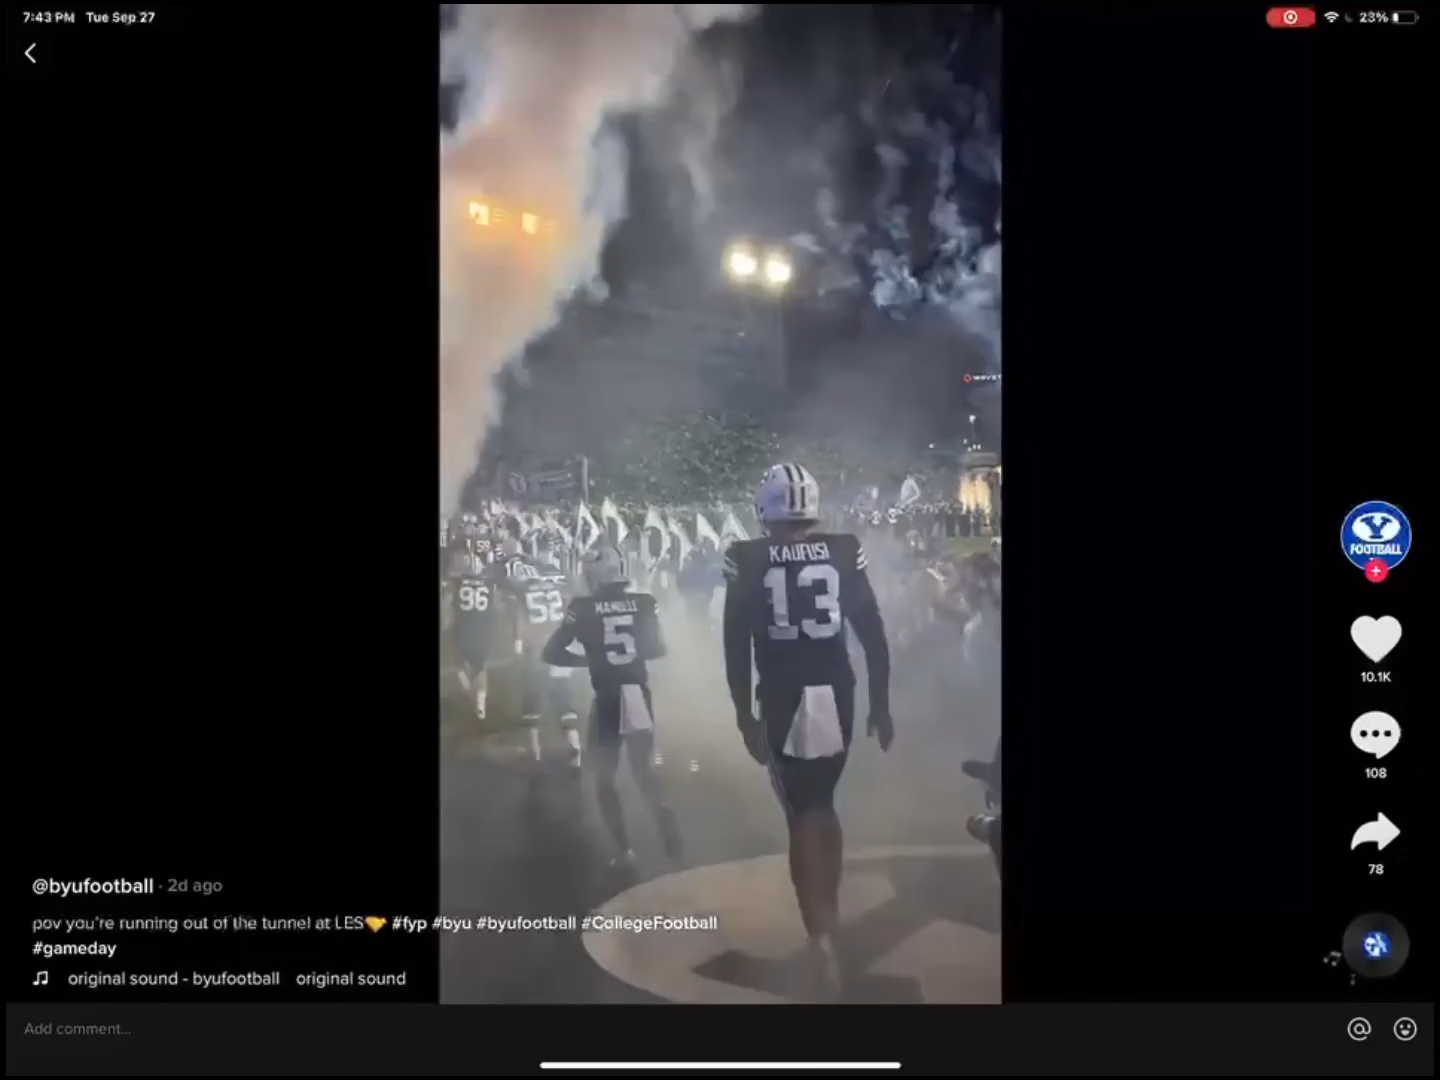 7:43 PM Tue Sep 27
23%
KAUFUSI
13
96
52
5
FOOTBALL
10.1K
108
78
@byufootball · 2d ago
pov you're running out of the tunnel at LES🤝 #fyp #byu #byufootball #CollegeFootball
#gameday
original sound - byufootball original sound
Add comment...